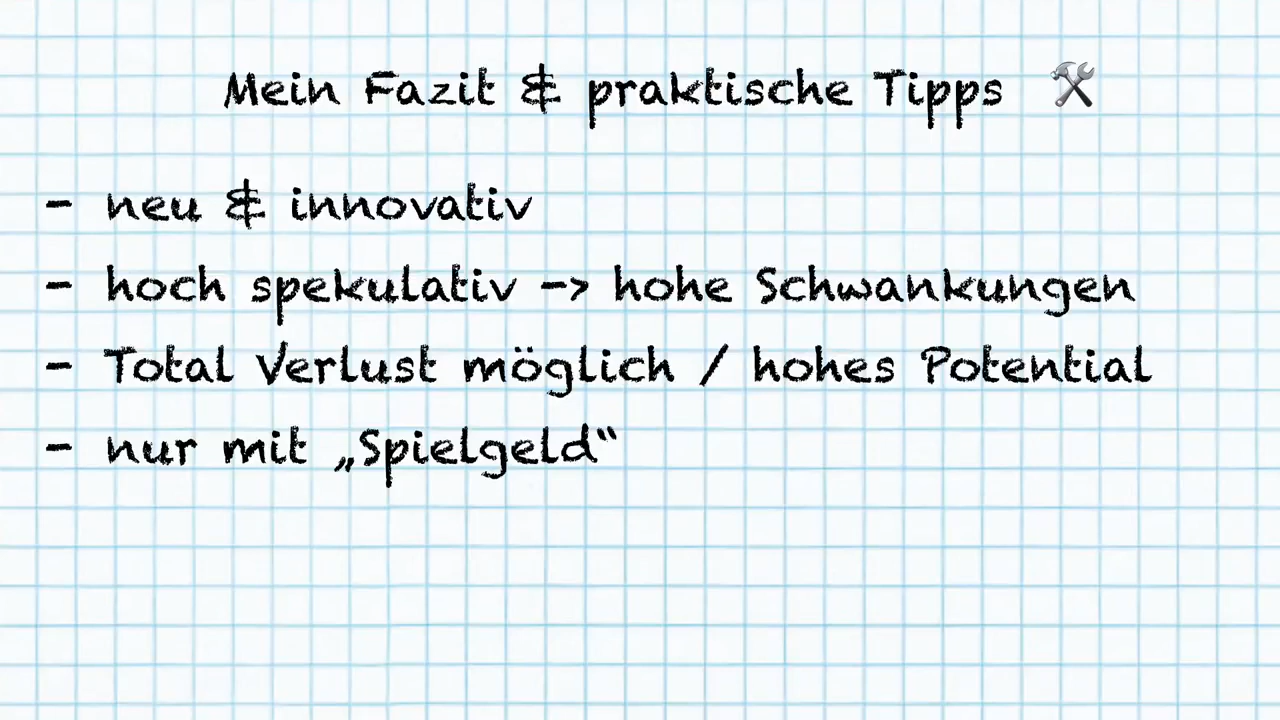 Mein Fazit & praktische Tipps 🛠
- neu & innovativ
- hoch spekulativ -> hohe Schwankungen
- Total Verlust möglich / hohes Potential
- nur mit „Spielgeld“